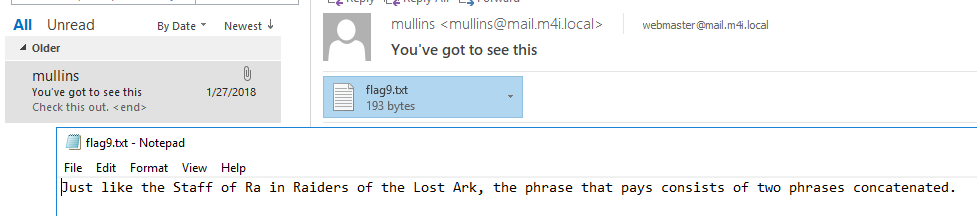 Reply Reply All Forward
All Unread By Date Newest
mullins <mullins@mail.m4i.local> webmaster@mail.m4i.local
You've got to see this
Older
mullins
You've got to see this 1/27/2018
Check this out. <end>
flag9.txt
193 bytes
flag9.txt - Notepad
File Edit Format View Help
Just like the Staff of Ra in Raiders of the Lost Ark, the phrase that pays consists of two phrases concatenated.